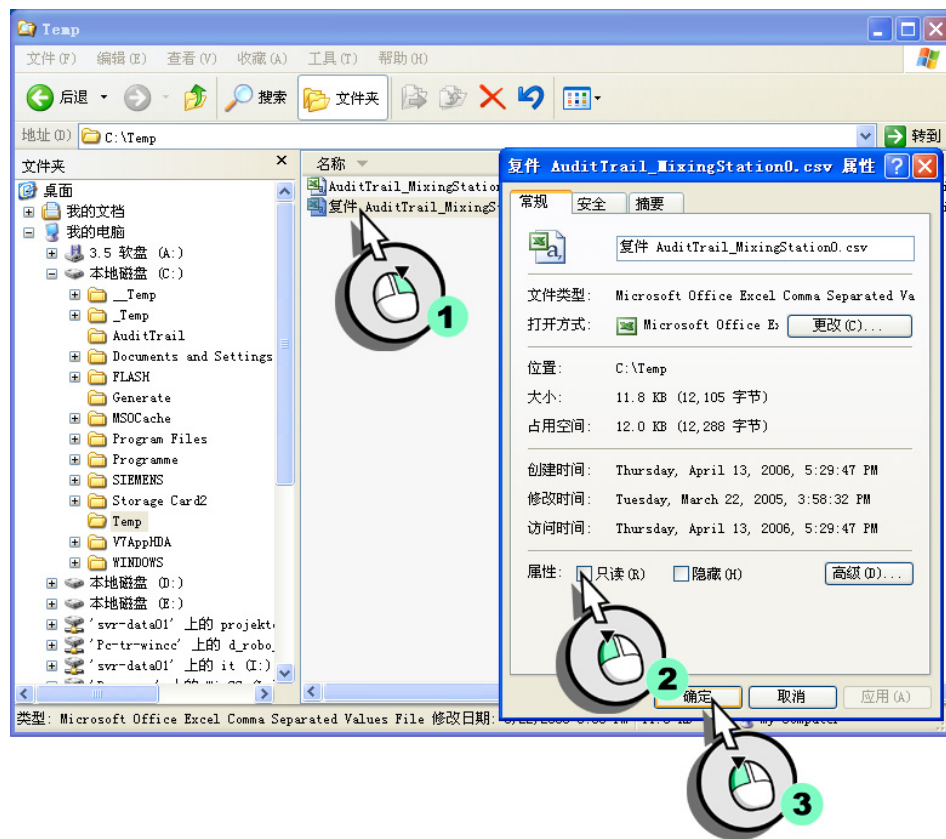 Temp
文件(F) 编辑(E) 查看(V) 收藏(A) 工具(T) 帮助(H)
后退 搜索 文件夹
地址(D) C:\Temp 转到
文件夹 ×
桌面
我的文档
我的电脑
3.5 软盘 (A:)
本地磁盘 (C:)
__Temp
_Temp
AuditTrail
Documents and Settings
FLASH
Generate
MSOCache
Program Files
Programme
SIEMENS
Storage Card2
Temp
V7AppHDA
WINDOWS
本地磁盘 (D:)
本地磁盘 (E:)
'svr-data01' 上的 projekt
'Pc-tr-wincc' 上的 d_robo_
'svr-data01' 上的 it (I:)
名称
AuditTrail_MixingStation
复件 AuditTrail_MixingS
1
复件 AuditTrail_MixingStation0.csv 属性
常规 安全 摘要
复件 AuditTrail_MixingStation0.csv
文件类型: Microsoft Office Excel Comma Separated Va
打开方式: Microsoft Office E 更改(C)...
位置: C:\Temp
大小: 11.8 KB (12,105 字节)
占用空间: 12.0 KB (12,288 字节)
创建时间: Thursday, April 13, 2006, 5:29:47 PM
修改时间: Tuesday, March 22, 2005, 3:58:32 PM
访问时间: Thursday, April 13, 2006, 5:29:47 PM
属性: 只读(R) 隐藏(H) 高级(D)...
2
确定 取消 应用(A)
3
类型: Microsoft Office Excel Comma Separated Values File 修改日期: